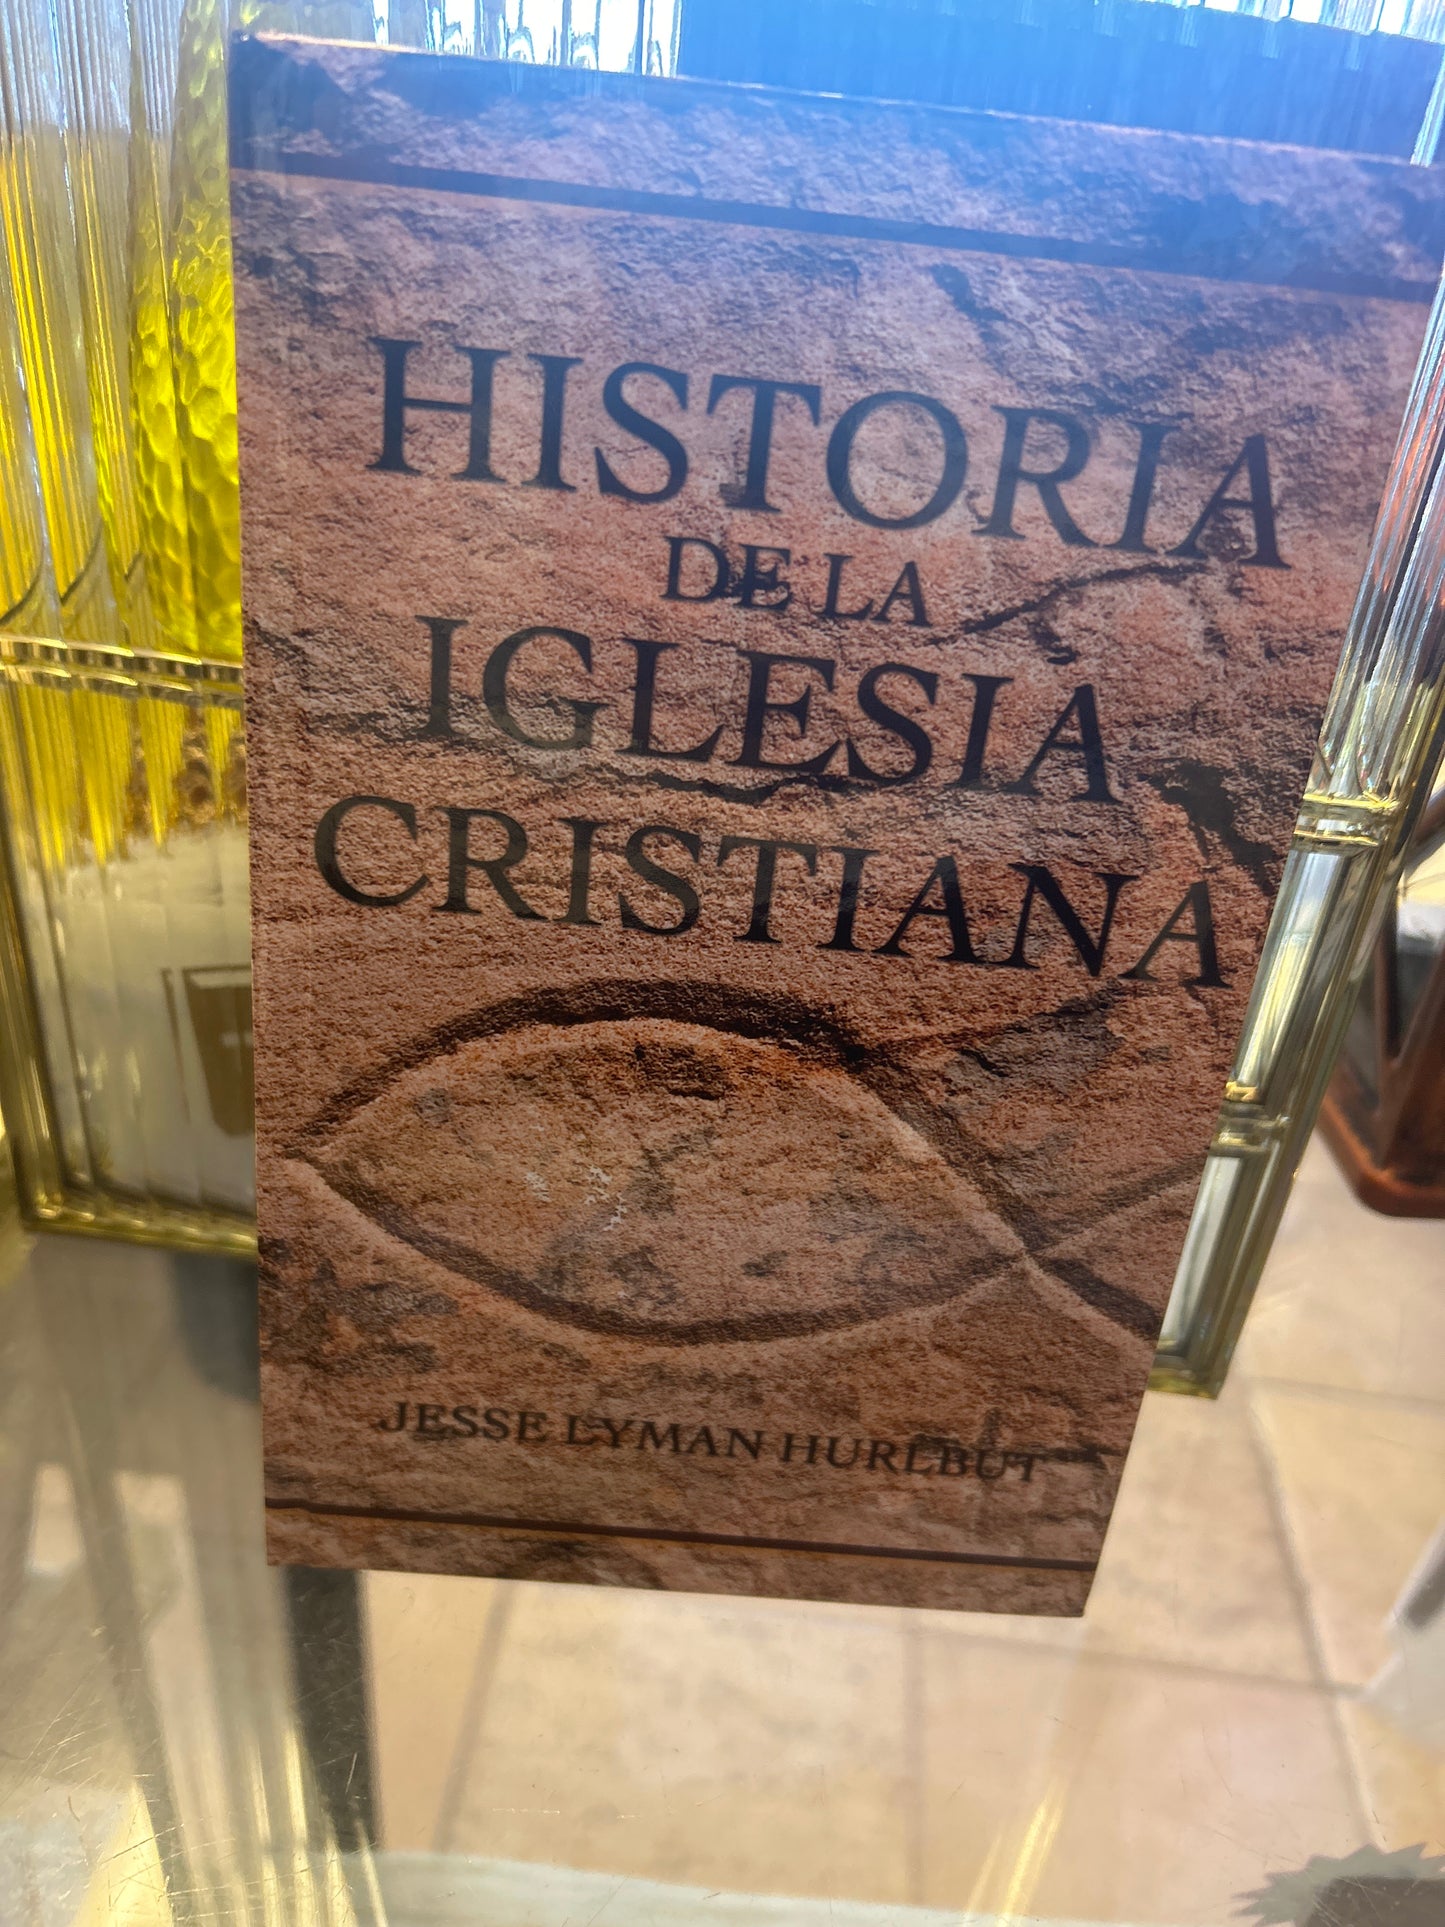 HISTORIA
DE LA
IGLESIA
CRISTIANA
JESSE LYMAN HURLBUT